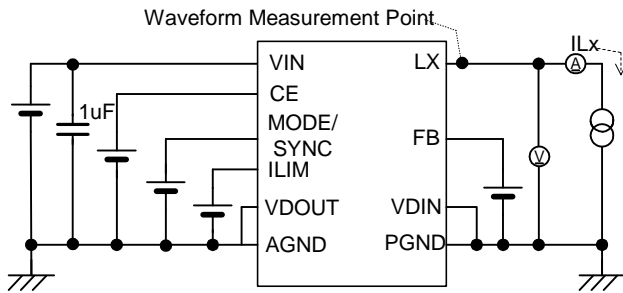 Waveform Measurement Point
ILx
VIN
LX
A
CE
1uF
MODE/
SYNC
FB
ILIM
V
VDOUT
VDIN
AGND
PGND